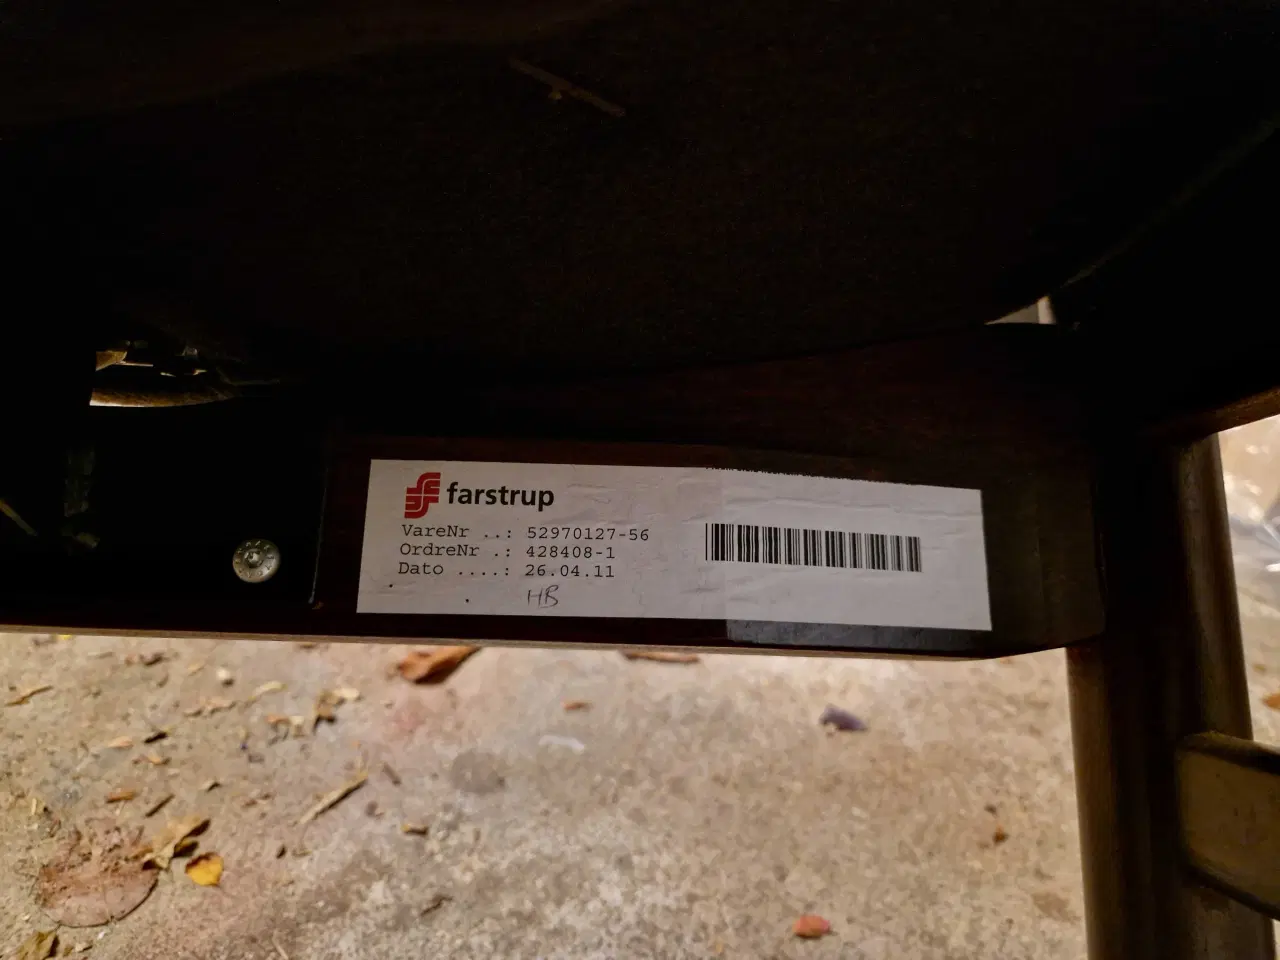 farstrup
VareNr ..: 52970127-56
OrdreNr .: 428408-1
Dato ....: 26.04.11
HB